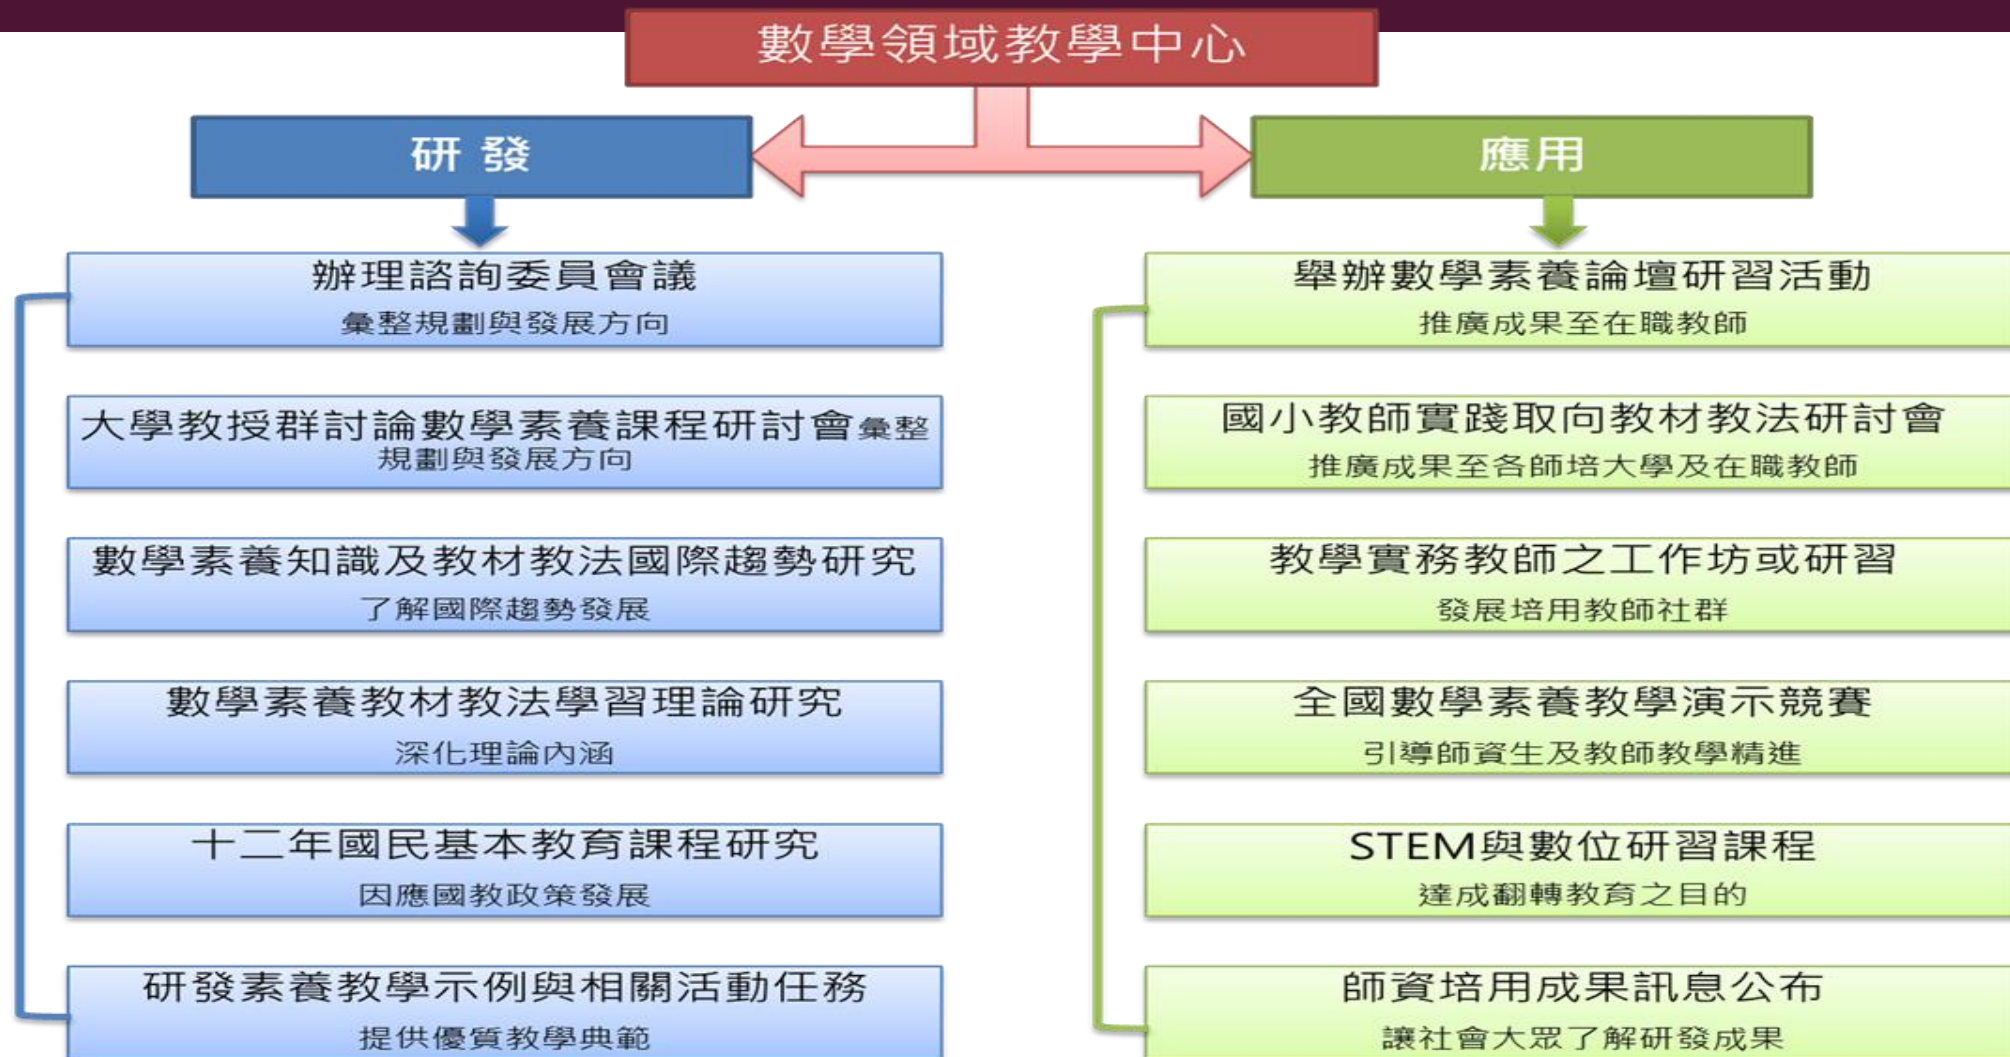 數學領域教學中心
研 發
辦理諮詢委員會議
彙整規劃與發展方向
大學教授群討論數學素養課程研討會彙整
規劃與發展方向
數學素養知識及教材教法國際趨勢研究
了解國際趨勢發展
數學素養教材教法學習理論研究
深化理論內涵
十二年國民基本教育課程研究
因應國教政策發展
研發素養教學示例與相關活動任務
提供優質教學典範
應用
舉辦數學素養論壇研習活動
推廣成果至在職教師
國小教師實踐取向教材教法研討會
推廣成果至各師培大學及在職教師
教學實務教師之工作坊或研習
發展培用教師社群
全國數學素養教學演示競賽
引導師資生及教師教學精進
STEM與數位研習課程
達成翻轉教育之目的
師資培用成果訊息公布
讓社會大眾了解研發成果